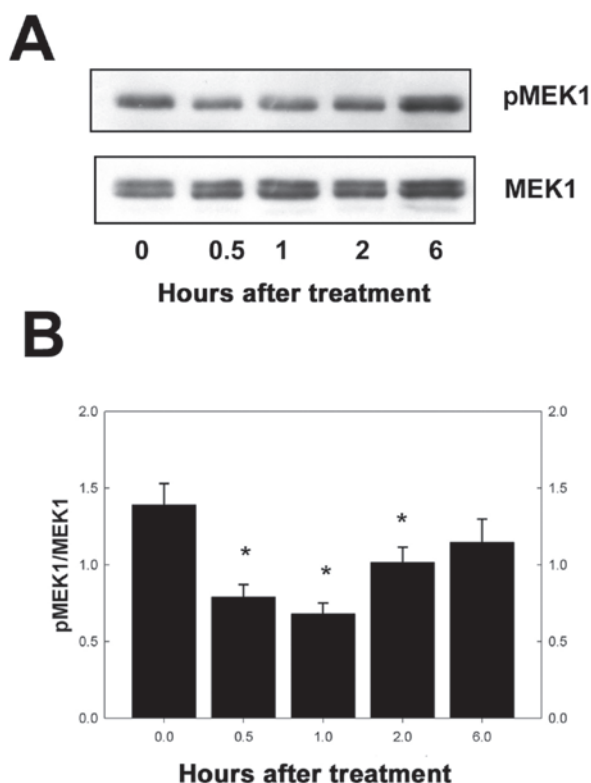 A
pMEK1
MEK1
0 0.5 1 2 6
Hours after treatment
B
2.0 2.0
1.5 1.5
* * *
1.0 1.0
0.5 0.5
0.0 0.0
pMEK1/MEK1
0.0 0.5 1.0 2.0 6.0
Hours after treatment